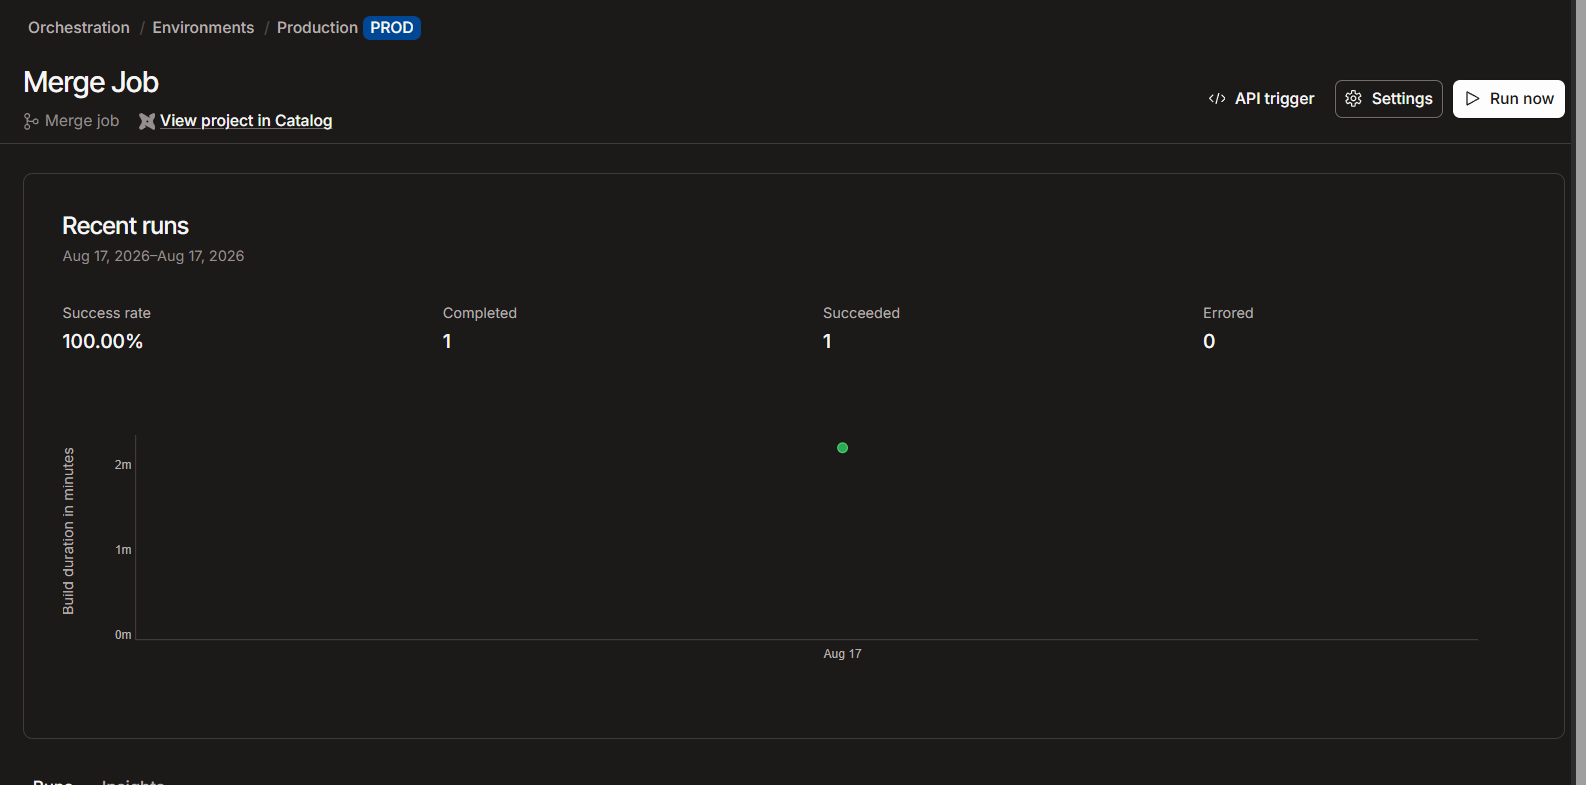 Orchestration / Environments / Production PROD
Merge Job
Merge job View project in Catalog
</> API trigger Settings Run now
Recent runs
Aug 17, 2026–Aug 17, 2026
Success rate Completed Succeeded Errored
100.00% 1 1 0
Build duration in minutes
2m
1m
0m
Aug 17
Runs Insights